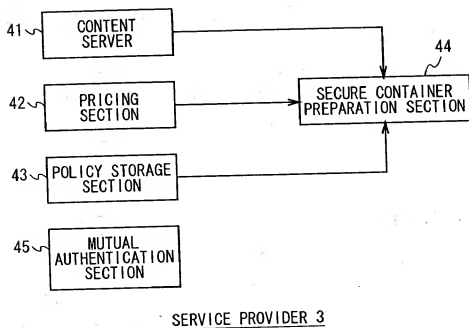 41
CONTENT
SERVER
44
42
PRICING
SECTION
SECURE CONTAINER
PREPARATION SECTION
43
POLICY STORAGE
SECTION
45
MUTUAL
AUTHENTICATION
SECTION
SERVICE PROVIDER 3